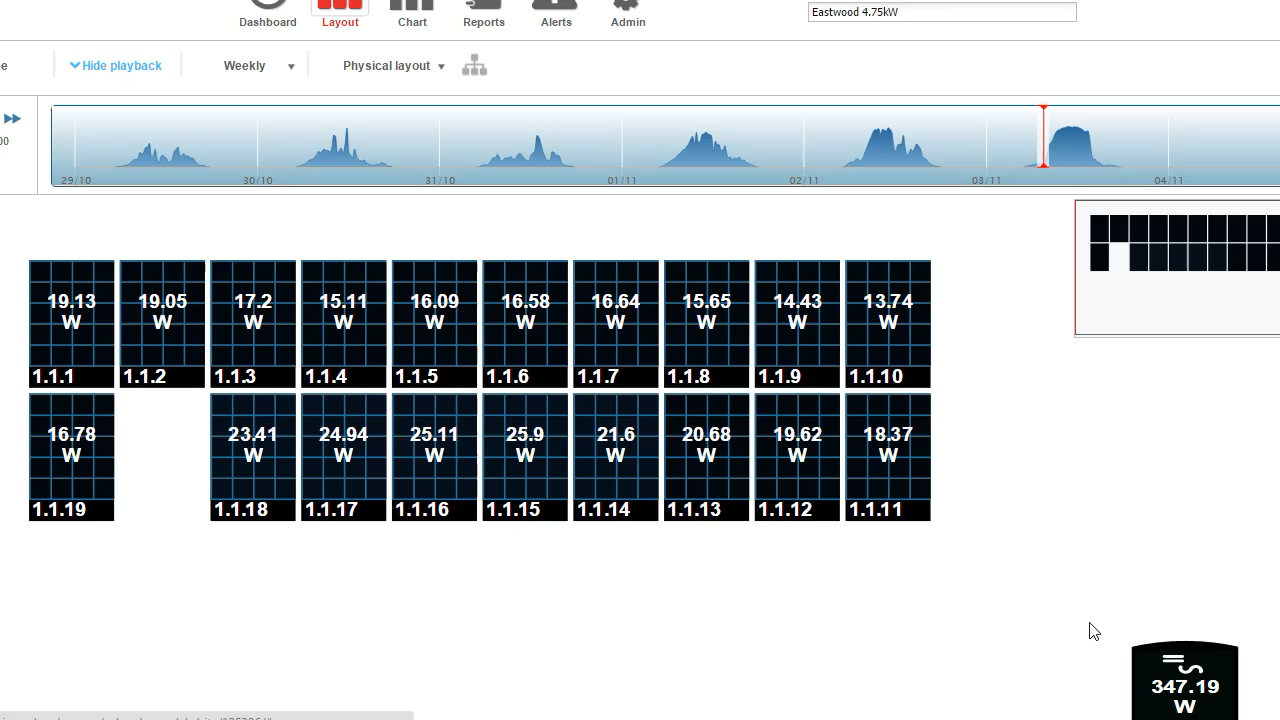 Dashboard Layout Chart Reports Alerts Admin
Eastwood 4.75kW
e Hide playback Weekly Physical layout
00
29/10 30/10 31/10 01/11 02/11 03/11 04/11
19.13 19.05 17.2 15.11 16.09 16.58 16.64 15.65 14.43 13.74
W W W W W W W W W W
1.1.1 1.1.2 1.1.3 1.1.4 1.1.5 1.1.6 1.1.7 1.1.8 1.1.9 1.1.10
16.78 23.41 24.94 25.11 25.9 21.6 20.68 19.62 18.37
W W W W W W W W W
1.1.19 1.1.18 1.1.17 1.1.16 1.1.15 1.1.14 1.1.13 1.1.12 1.1.11
347.19
W